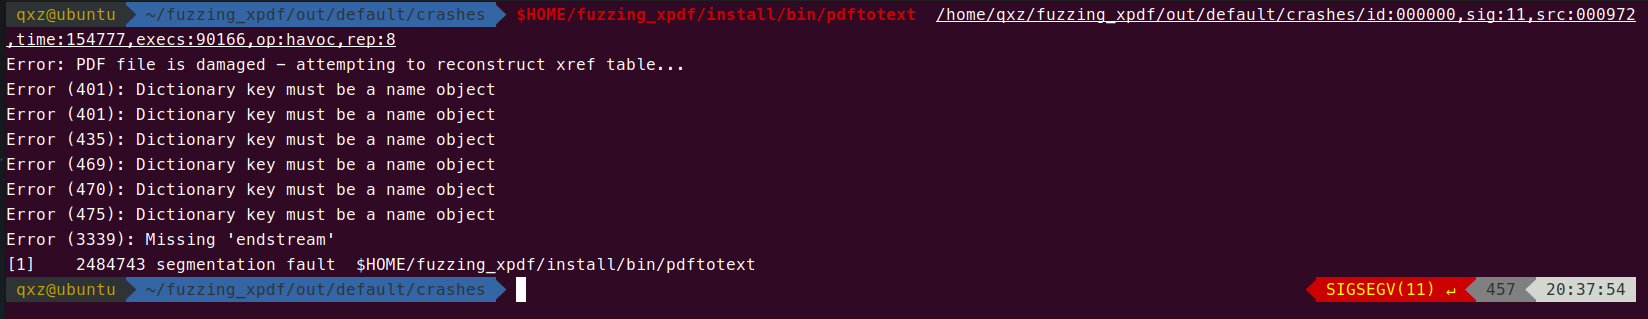 qxz@ubuntu ~/fuzzing_xpdf/out/default/crashes $HOME/fuzzing_xpdf/install/bin/pdftotext /home/qxz/fuzzing_xpdf/out/default/crashes/id:000000,sig:11,src:000972
,time:154777,execs:90166,op:havoc,rep:8
Error: PDF file is damaged - attempting to reconstruct xref table...
Error (401): Dictionary key must be a name object
Error (401): Dictionary key must be a name object
Error (435): Dictionary key must be a name object
Error (469): Dictionary key must be a name object
Error (470): Dictionary key must be a name object
Error (475): Dictionary key must be a name object
Error (3339): Missing 'endstream'
[1]    2484743 segmentation fault  $HOME/fuzzing_xpdf/install/bin/pdftotext
qxz@ubuntu ~/fuzzing_xpdf/out/default/crashes SIGSEGV(11) ↵ 457 20:37:54